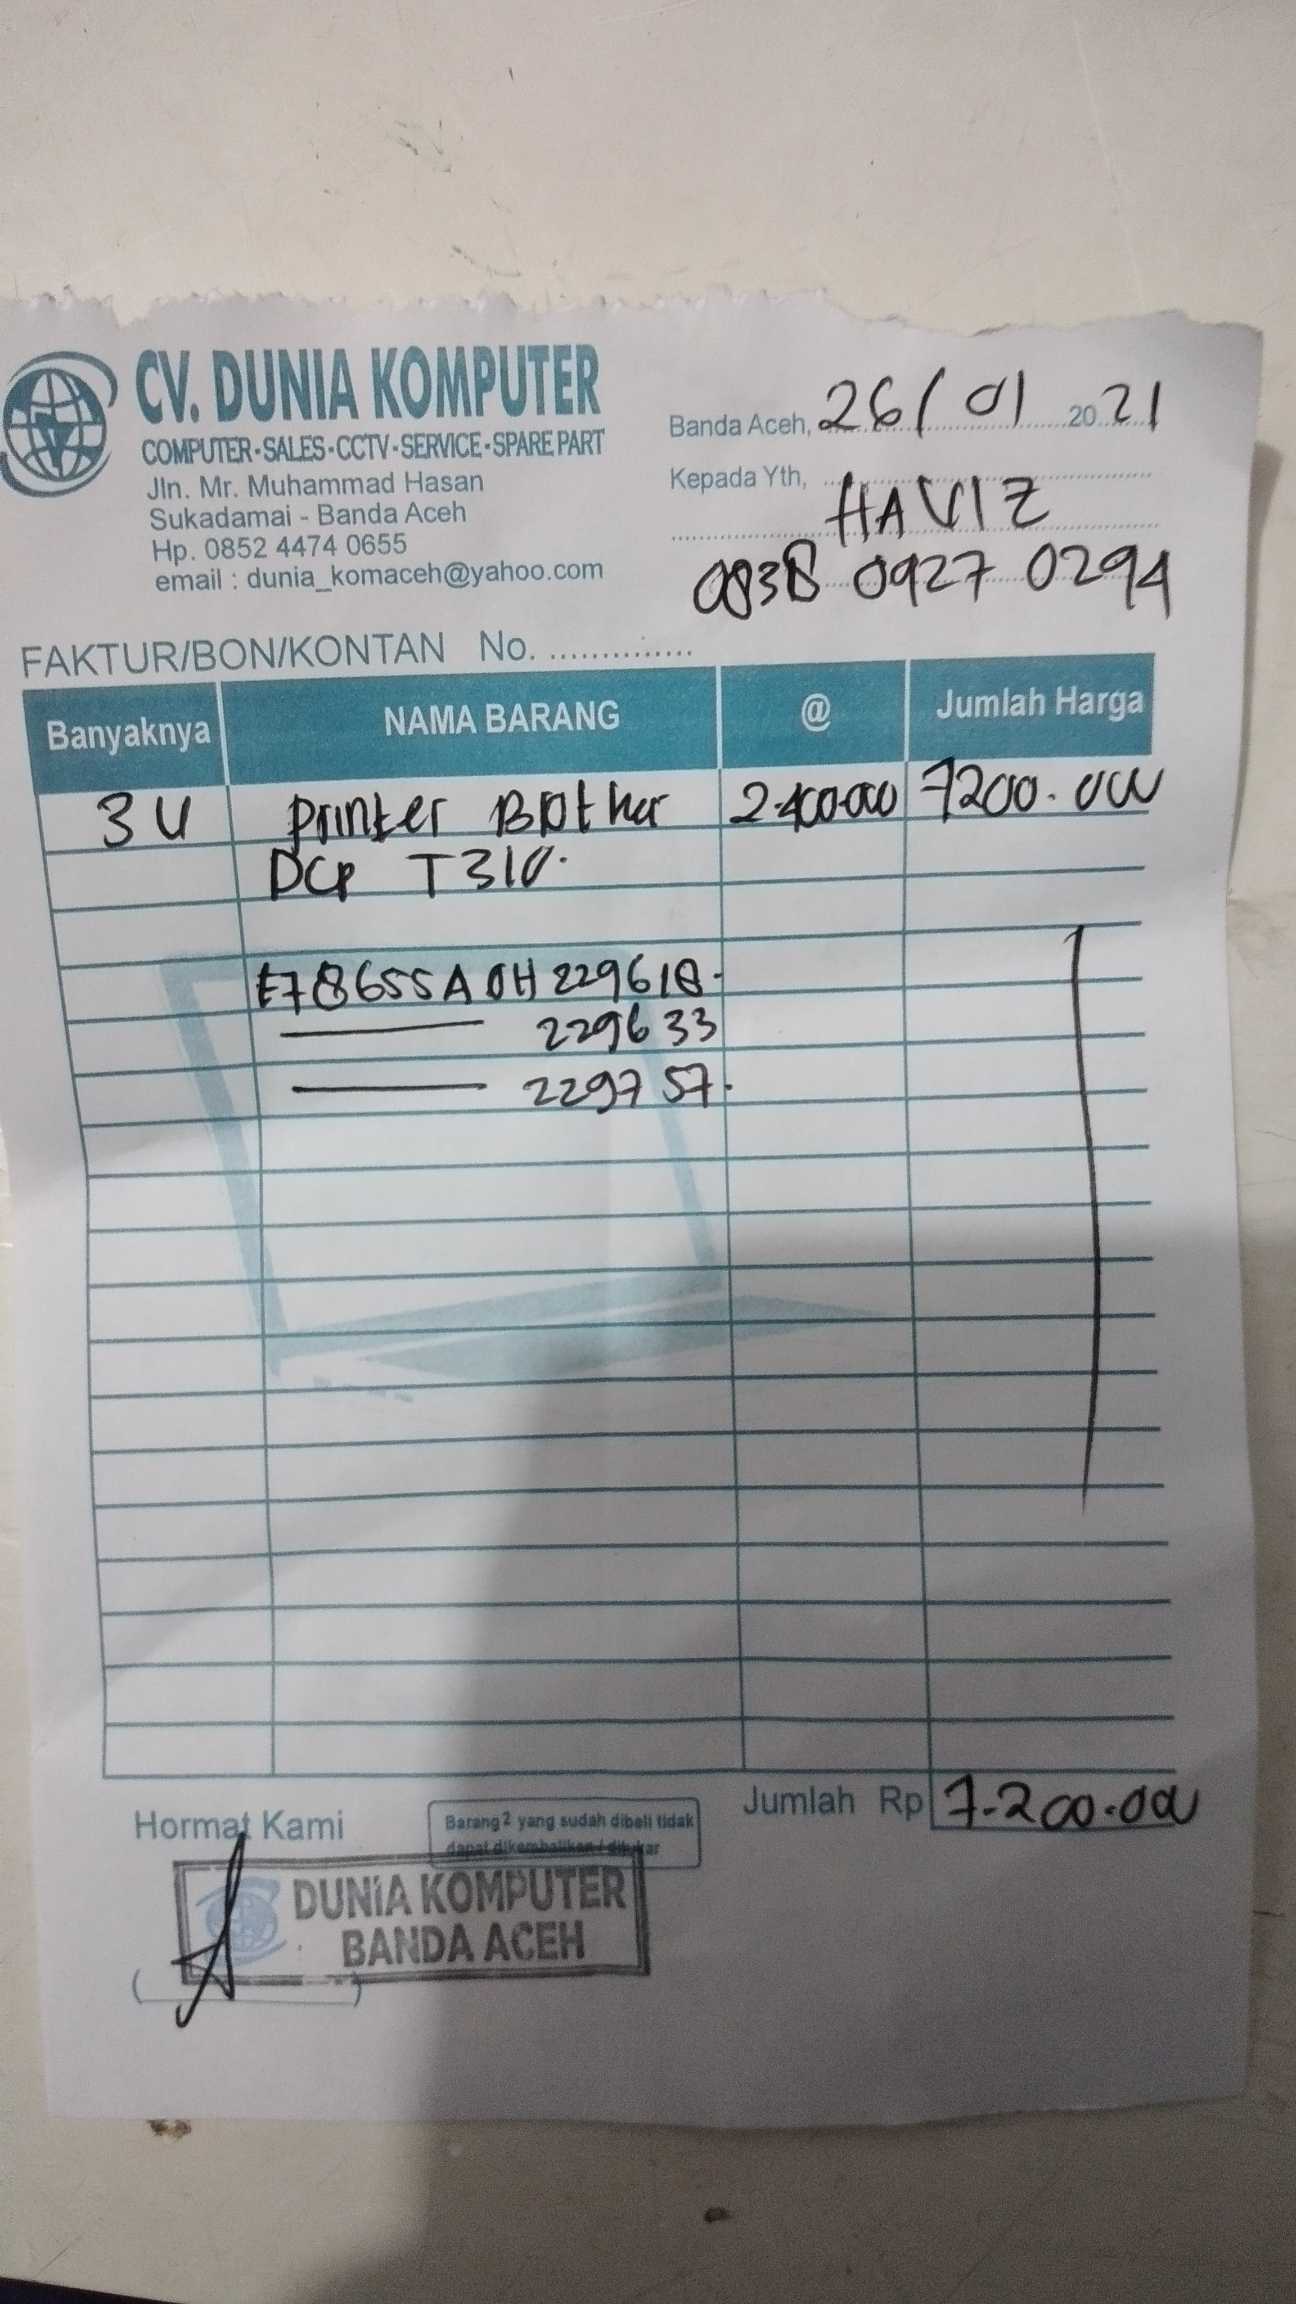 CV. DUNIA KOMPUTER
COMPUTER-SALES-CCTV-SERVICE-SPARE PART
Jln. Mr. Muhammad Hasan
Sukadamai - Banda Aceh
Hp. 0852 4474 0655
email : dunia_komaceh@yahoo.com
Banda Aceh, 26/01 2021
Kepada Yth,
HAVIZ
0838 0927 0294
FAKTUR/BON/KONTAN No. ..............
Banyaknya NAMA BARANG @ Jumlah Harga
3 U Printer Brother 2.400.000 7200.000
DCP T310.
E78655A0H229618.
229633
229757.
Jumlah Rp 7.200.000
Hormat Kami
Barang2 yang sudah dibeli tidak
dapat dikembalikan / ditukar
DUNIA KOMPUTER
BANDA ACEH